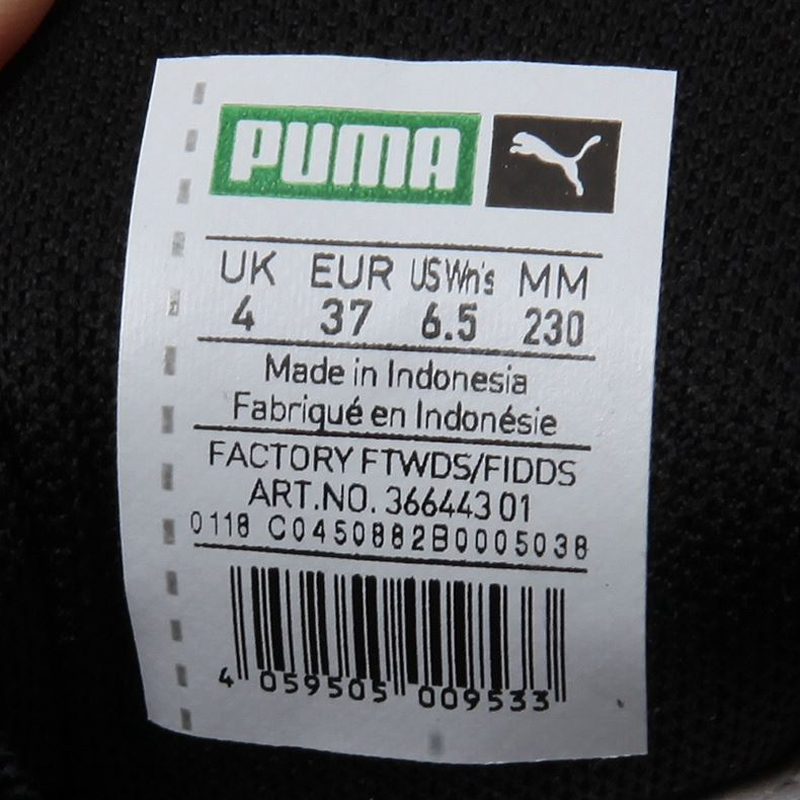 PUMA
UK EUR US Wn's MM
4 37 6.5 230
Made in Indonesia
Fabriqué en Indonésie
FACTORY FTWDS/FIDDS
ART.NO. 366443 01
0118 C0450882B0005038
4 059505 009533